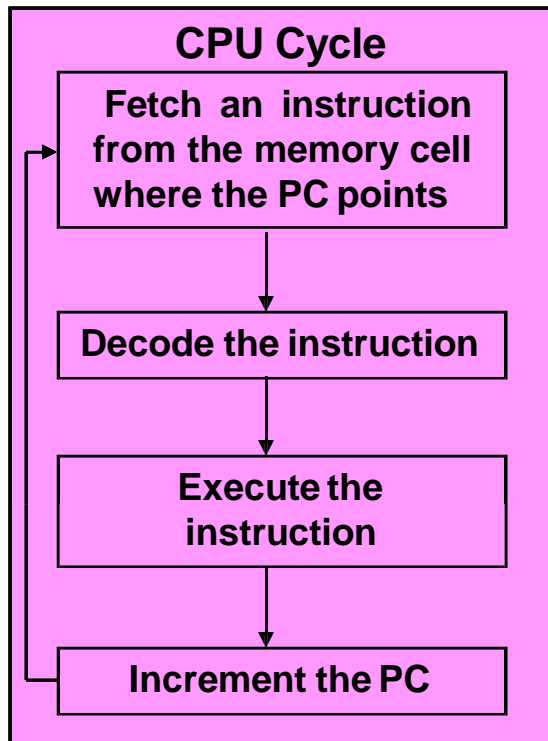 CPU Cycle
Fetch an instruction
from the memory cell
where the PC points
Decode the instruction
Execute the
instruction
Increment the PC